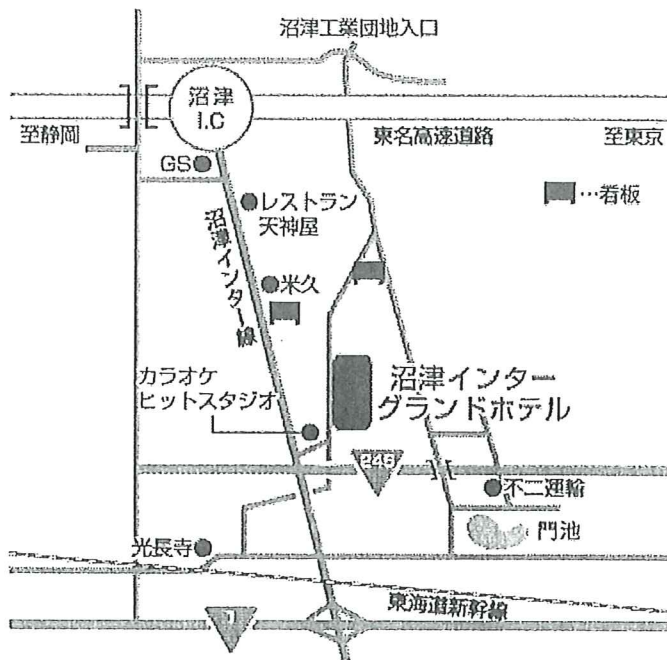 沼津工業団地入口
沼津
I.C
至静岡
東名高速道路
至東京
GS
レストラン
天神屋
…看板
沼津インター線
米久
カラオケ
ヒットスタジオ
沼津インター
グランドホテル
246
不二運輸
門池
光長寺
東海道新幹線
1